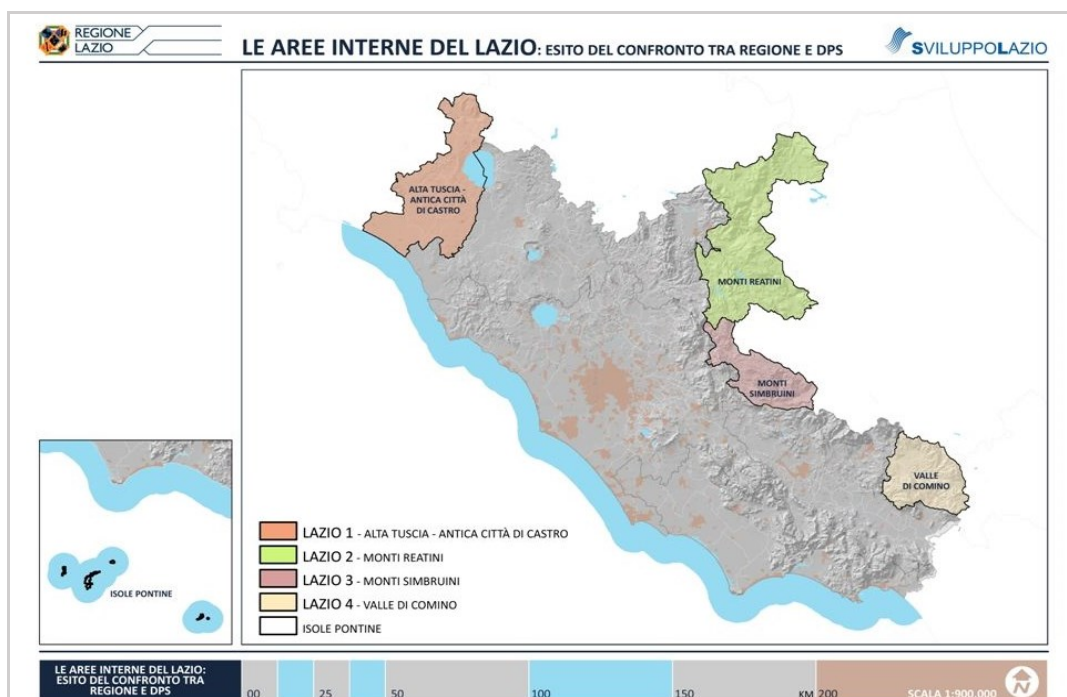 REGIONE
LAZIO
LE AREE INTERNE DEL LAZIO: ESITO DEL CONFRONTO TRA REGIONE E DPS
SVILUPPOLAZIO
ALTA TUSCIA -
ANTICA CITTÀ
DI CASTRO
MONTI REATINI
MONTI
SIMBRUINI
VALLE
DI COMINO
ISOLE PONTINE
LAZIO 1 - ALTA TUSCIA - ANTICA CITTÀ DI CASTRO
LAZIO 2 - MONTI REATINI
LAZIO 3 - MONTI SIMBRUINI
LAZIO 4 - VALLE DI COMINO
ISOLE PONTINE
LE AREE INTERNE DEL LAZIO:
ESITO DEL CONFRONTO TRA
REGIONE E DPS
00 25 50 100 150 KM 200 SCALA 1:900.000